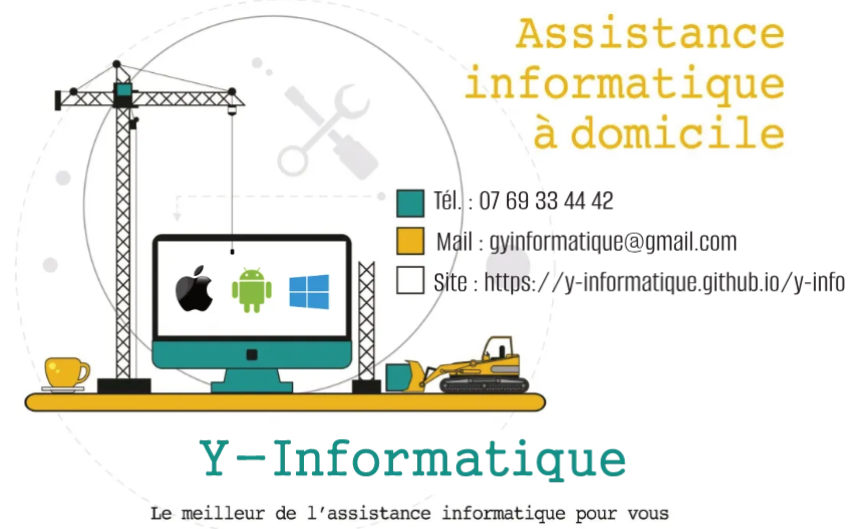 Assistance
informatique
à domicile
Tél. : 07 69 33 44 42
Mail : gyinformatique@gmail.com
Site : https://y-informatique.github.io/y-info
Y-Informatique
Le meilleur de l'assistance informatique pour vous